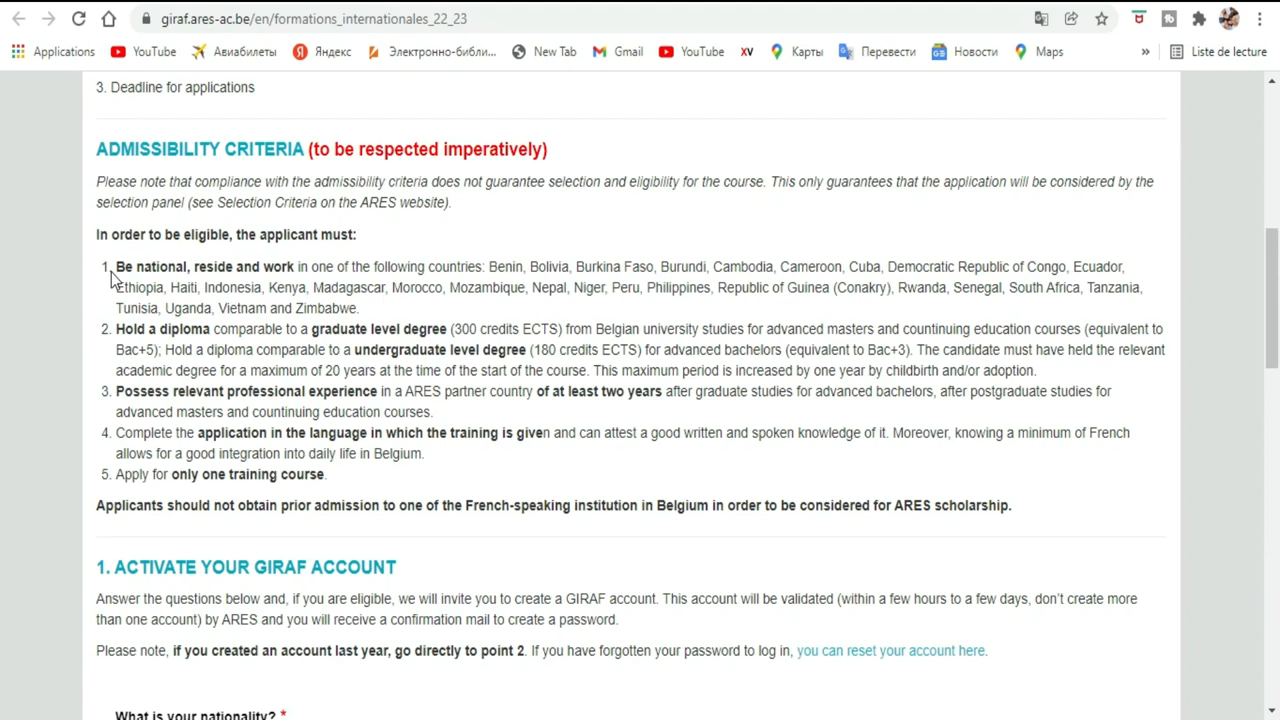 giraf.ares-ac.be/en/formations_internationales_22_23
Applications YouTube Авиабилеты Яндекс Электронно-библи... New Tab Gmail YouTube XV Карты Перевести Новости Maps » Liste de lecture
3. Deadline for applications
ADMISSIBILITY CRITERIA (to be respected imperatively)
Please note that compliance with the admissibility criteria does not guarantee selection and eligibility for the course. This only guarantees that the application will be considered by the
selection panel (see Selection Criteria on the ARES website).
In order to be eligible, the applicant must:
1. Be national, reside and work in one of the following countries: Benin, Bolivia, Burkina Faso, Burundi, Cambodia, Cameroon, Cuba, Democratic Republic of Congo, Ecuador,
Ethiopia, Haiti, Indonesia, Kenya, Madagascar, Morocco, Mozambique, Nepal, Niger, Peru, Philippines, Republic of Guinea (Conakry), Rwanda, Senegal, South Africa, Tanzania,
Tunisia, Uganda, Vietnam and Zimbabwe.
2. Hold a diploma comparable to a graduate level degree (300 credits ECTS) from Belgian university studies for advanced masters and countinuing education courses (equivalent to
Bac+5); Hold a diploma comparable to a undergraduate level degree (180 credits ECTS) for advanced bachelors (equivalent to Bac+3). The candidate must have held the relevant
academic degree for a maximum of 20 years at the time of the start of the course. This maximum period is increased by one year by childbirth and/or adoption.
3. Possess relevant professional experience in a ARES partner country of at least two years after graduate studies for advanced bachelors, after postgraduate studies for
advanced masters and countinuing education courses.
4. Complete the application in the language in which the training is given and can attest a good written and spoken knowledge of it. Moreover, knowing a minimum of French
allows for a good integration into daily life in Belgium.
5. Apply for only one training course.
Applicants should not obtain prior admission to one of the French-speaking institution in Belgium in order to be considered for ARES scholarship.
1. ACTIVATE YOUR GIRAF ACCOUNT
Answer the questions below and, if you are eligible, we will invite you to create a GIRAF account. This account will be validated (within a few hours to a few days, don't create more
than one account) by ARES and you will receive a confirmation mail to create a password.
Please note, if you created an account last year, go directly to point 2. If you have forgotten your password to log in, you can reset your account here.
What is your nationality? *